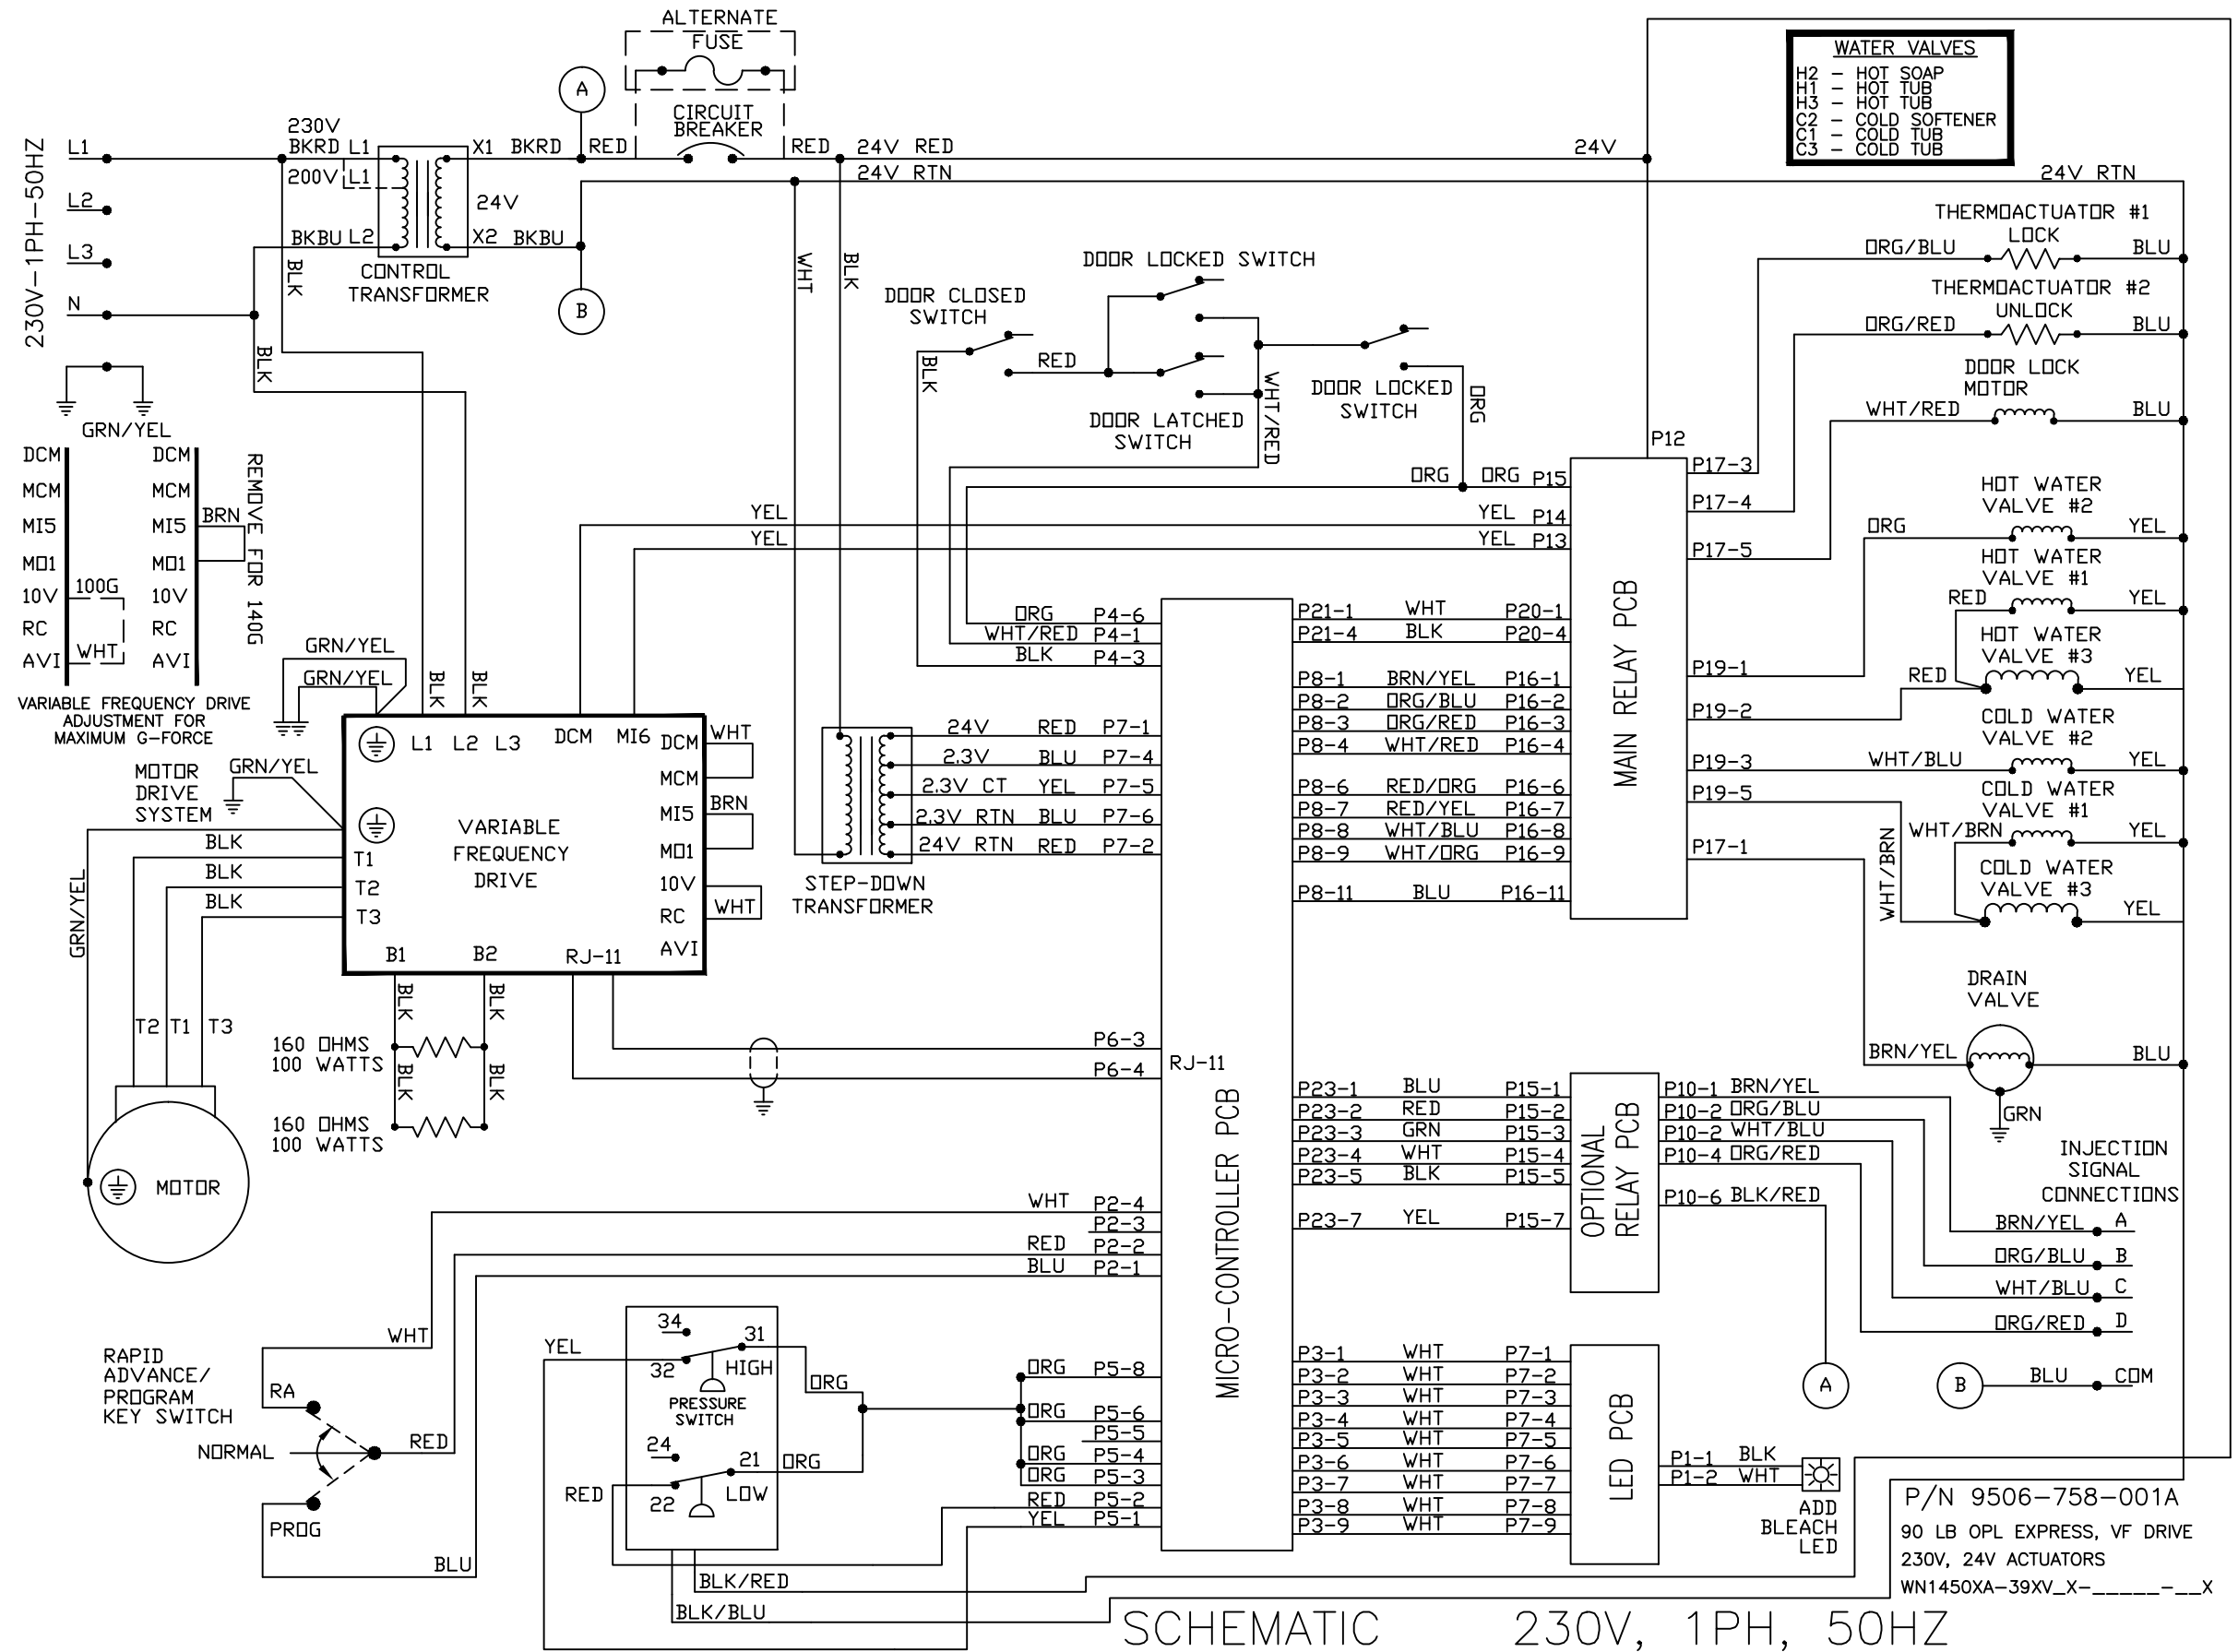 ALTERNATE
FUSE
CIRCUIT
BREAKER
A
B
230V-1PH-50HZ
L1
L2
L3
N
230V
BKRD L1
200V L1
BKBU L2
X1 BKRD
RED
24V
X2 BKBU
CONTROL
TRANSFORMER
RED
24V RED
24V RTN
24V
24V RTN
WATER VALVES
H2 - HOT SOAP
H1 - HOT TUB
H3 - HOT TUB
C2 - COLD SOFTENER
C1 - COLD TUB
C3 - COLD TUB
BLK
BLK
WHT
BLK
GRN/YEL
DCM
MCM
MI5
MO1
10V
RC
AVI
100G
WHT
DCM
MCM
MI5
MO1
10V
RC
AVI
BRN
REMOVE FOR 140G
VARIABLE FREQUENCY DRIVE
ADJUSTMENT FOR
MAXIMUM G-FORCE
DOOR CLOSED
SWITCH
DOOR LOCKED SWITCH
BLK
RED
DOOR LATCHED
SWITCH
WHT/RED
DOOR LOCKED
SWITCH
ORG
ORG
ORG P15
YEL
YEL P14
YEL
YEL P13
P12
THERMOACTUATOR #1
LOCK
ORG/BLU
BLU
THERMOACTUATOR #2
UNLOCK
ORG/RED
BLU
DOOR LOCK
MOTOR
WHT/RED
BLU
HOT WATER
VALVE #2
ORG
YEL
HOT WATER
VALVE #1
RED
YEL
HOT WATER
VALVE #3
RED
YEL
COLD WATER
VALVE #2
WHT/BLU
YEL
COLD WATER
VALVE #1
WHT/BRN
YEL
COLD WATER
VALVE #3
WHT/BRN
YEL
DRAIN
VALVE
BRN/YEL
BLU
GRN
P17-3
P17-4
P17-5
P19-1
P19-2
P19-3
P19-5
P17-1
MAIN RELAY PCB
ORG P4-6
WHT/RED P4-1
BLK P4-3
P21-1 WHT P20-1
P21-4 BLK P20-4
P8-1 BRN/YEL P16-1
P8-2 ORG/BLU P16-2
P8-3 ORG/RED P16-3
P8-4 WHT/RED P16-4
P8-6 RED/ORG P16-6
P8-7 RED/YEL P16-7
P8-8 WHT/BLU P16-8
P8-9 WHT/ORG P16-9
P8-11 BLU P16-11
GRN/YEL
GRN/YEL
BLK
BLK
L1 L2 L3
DCM MI6
DCM
MCM
MI5
MO1
10V
RC
AVI
WHT
BRN
WHT
VARIABLE
FREQUENCY
DRIVE
T1
T2
T3
B1
B2
RJ-11
MOTOR
DRIVE
SYSTEM
GRN/YEL
BLK
BLK
BLK
GRN/YEL
T2 T1 T3
MOTOR
BLK
BLK
160 OHMS
100 WATTS
BLK
BLK
160 OHMS
100 WATTS
24V RED P7-1
2.3V BLU P7-4
2.3V CT YEL P7-5
2.3V RTN BLU P7-6
24V RTN RED P7-2
STEP-DOWN
TRANSFORMER
P6-3
P6-4
RJ-11
MICRO-CONTROLLER PCB
P23-1 BLU P15-1
P23-2 RED P15-2
P23-3 GRN P15-3
P23-4 WHT P15-4
P23-5 BLK P15-5
P23-7 YEL P15-7
OPTIONAL
RELAY PCB
P10-1 BRN/YEL
P10-2 ORG/BLU
P10-2 WHT/BLU
P10-4 ORG/RED
P10-6 BLK/RED
INJECTION
SIGNAL
CONNECTIONS
BRN/YEL A
ORG/BLU B
WHT/BLU C
ORG/RED D
A
B
BLU COM
WHT P2-4
P2-3
RED P2-2
BLU P2-1
RAPID
ADVANCE/
PROGRAM
KEY SWITCH
WHT
RA
NORMAL
RED
PROG
BLU
34
31
32
HIGH
PRESSURE
SWITCH
24
21
22
LOW
YEL
RED
ORG
ORG
BLK/RED
BLK/BLU
ORG P5-8
ORG P5-6
P5-5
ORG P5-4
ORG P5-3
RED P5-2
YEL P5-1
P3-1 WHT P7-1
P3-2 WHT P7-2
P3-3 WHT P7-3
P3-4 WHT P7-4
P3-5 WHT P7-5
P3-6 WHT P7-6
P3-7 WHT P7-7
P3-8 WHT P7-8
P3-9 WHT P7-9
LED PCB
P1-1 BLK
P1-2 WHT
ADD
BLEACH
LED
P/N 9506-758-001A
90 LB OPL EXPRESS, VF DRIVE
230V, 24V ACTUATORS
WN1450XA-39XV_X-_____-__X
SCHEMATIC 230V, 1PH, 50HZ